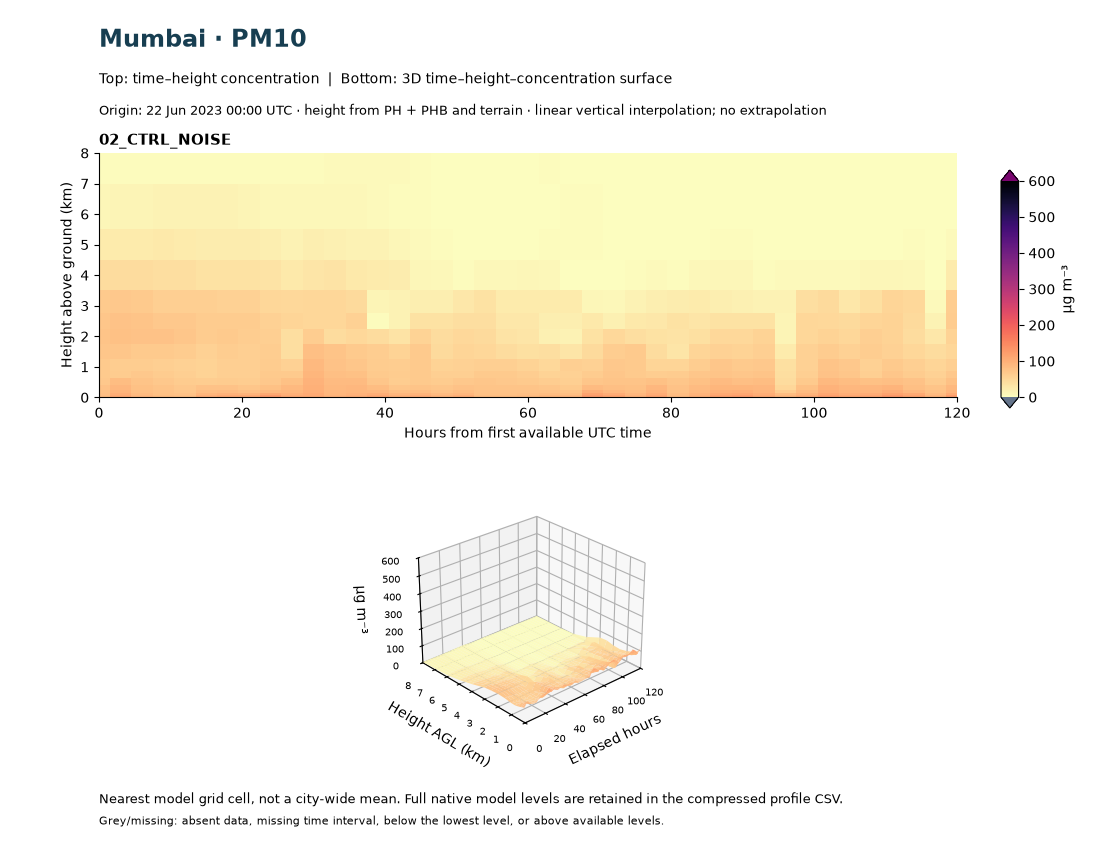 Mumbai · PM10
Top: time–height concentration | Bottom: 3D time–height–concentration surface
Origin: 22 Jun 2023 00:00 UTC · height from PH + PHB and terrain · linear vertical interpolation; no extrapolation
02_CTRL_NOISE
8
7
6
5
4
3
2
1
0
Height above ground (km)
0 20 40 60 80 100 120
Hours from first available UTC time
600
500
400
300
200
100
0
µg m⁻³
600
500
400
300
200
100
0
µg m⁻³
8 7 6 5 4 3 2 1 0
Height AGL (km)
0 20 40 60 80 100 120
Elapsed hours
Nearest model grid cell, not a city-wide mean. Full native model levels are retained in the compressed profile CSV.
Grey/missing: absent data, missing time interval, below the lowest level, or above available levels.